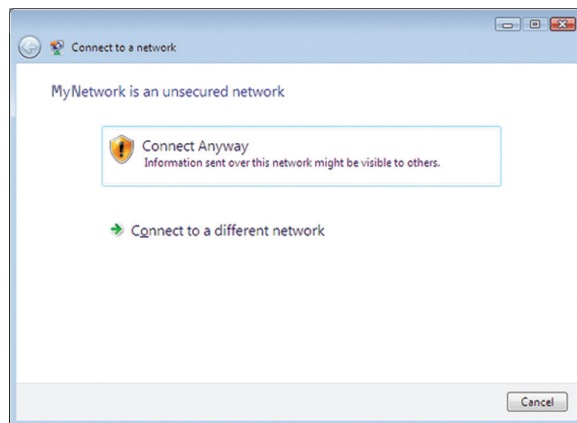 Connect to a network
MyNetwork is an unsecured network
Connect Anyway
Information sent over this network might be visible to others.
Connect to a different network
Cancel